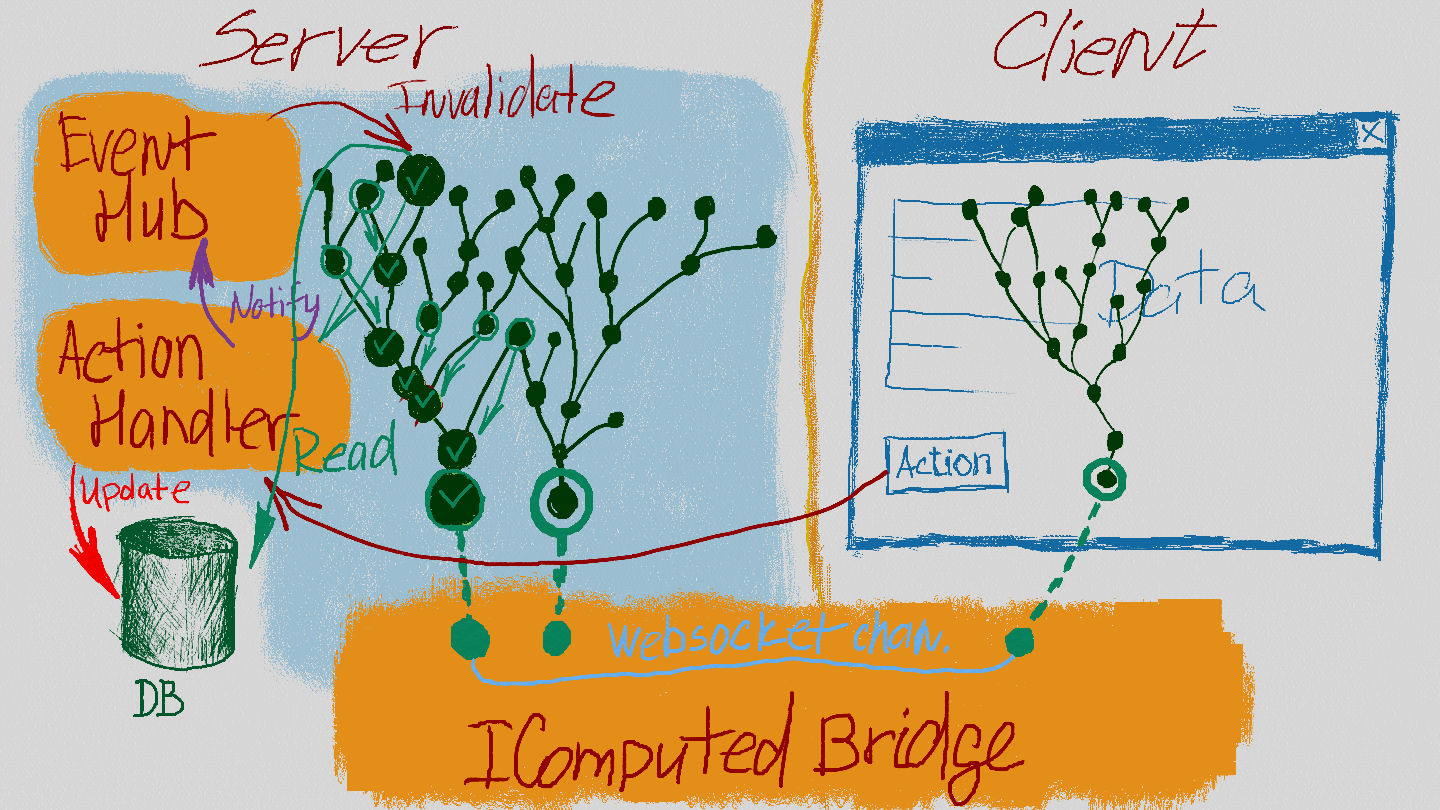 Server
Client
Invalidate
Event
Hub
Notify
Action
Handler
Read
Update
DB
Data
Action
Websocket chan.
IComputed Bridge